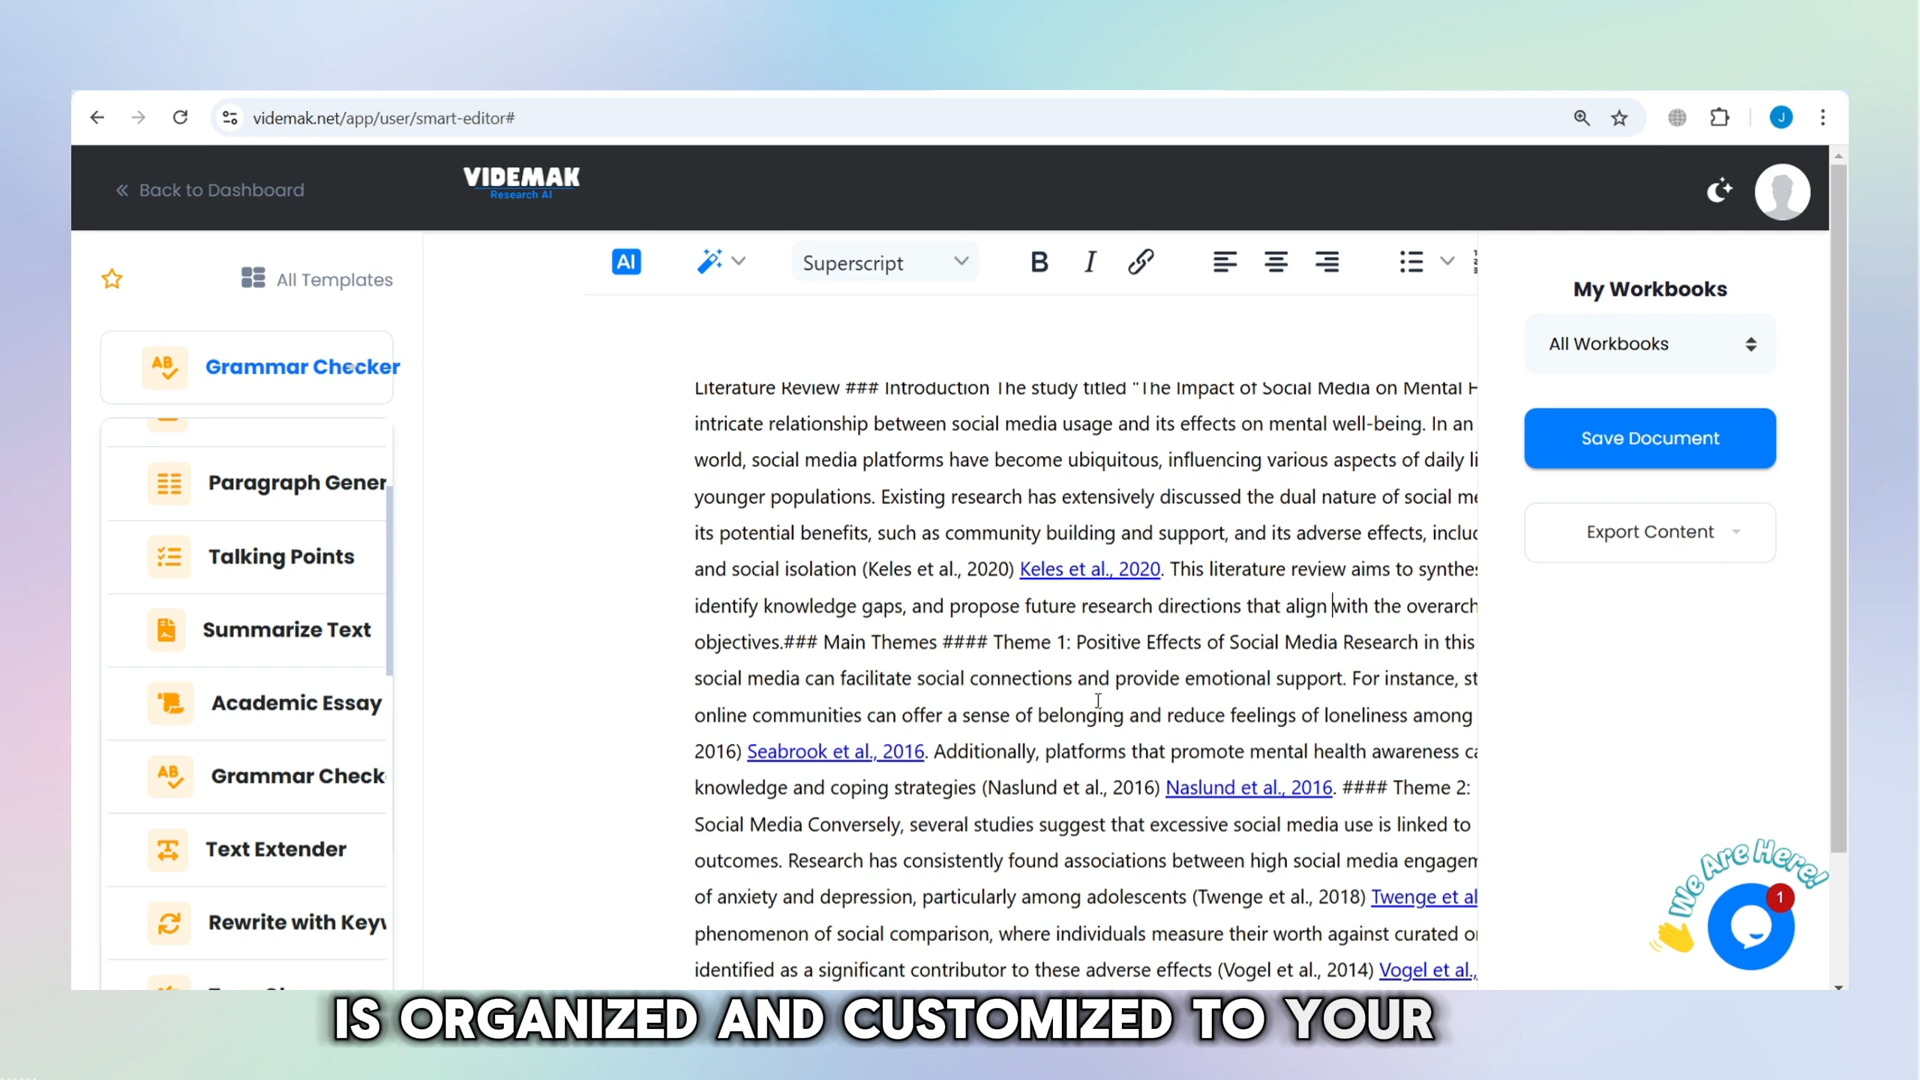 videmak.net/app/user/smart-editor#
J
Back to Dashboard
VIDEMAK
Research AI
All Templates
Grammar Checker
Paragraph Gener
Talking Points
Summarize Text
Academic Essay
Grammar Check
Text Extender
Rewrite with Keyw
AI
Superscript
B I
Literature Review ### Introduction The study titled "The Impact of Social Media on Mental H
intricate relationship between social media usage and its effects on mental well-being. In an
world, social media platforms have become ubiquitous, influencing various aspects of daily li
younger populations. Existing research has extensively discussed the dual nature of social me
its potential benefits, such as community building and support, and its adverse effects, includ
and social isolation (Keles et al., 2020) Keles et al., 2020. This literature review aims to synthes
identify knowledge gaps, and propose future research directions that align with the overarch
objectives.### Main Themes #### Theme 1: Positive Effects of Social Media Research in this
social media can facilitate social connections and provide emotional support. For instance, st
online communities can offer a sense of belonging and reduce feelings of loneliness among
2016) Seabrook et al., 2016. Additionally, platforms that promote mental health awareness ca
knowledge and coping strategies (Naslund et al., 2016) Naslund et al., 2016. #### Theme 2:
Social Media Conversely, several studies suggest that excessive social media use is linked to
outcomes. Research has consistently found associations between high social media engagem
of anxiety and depression, particularly among adolescents (Twenge et al., 2018) Twenge et al
phenomenon of social comparison, where individuals measure their worth against curated o
identified as a significant contributor to these adverse effects (Vogel et al., 2014) Vogel et al.,
My Workbooks
All Workbooks
Save Document
Export Content
We Are Here!
1
IS ORGANIZED AND CUSTOMIZED TO YOUR